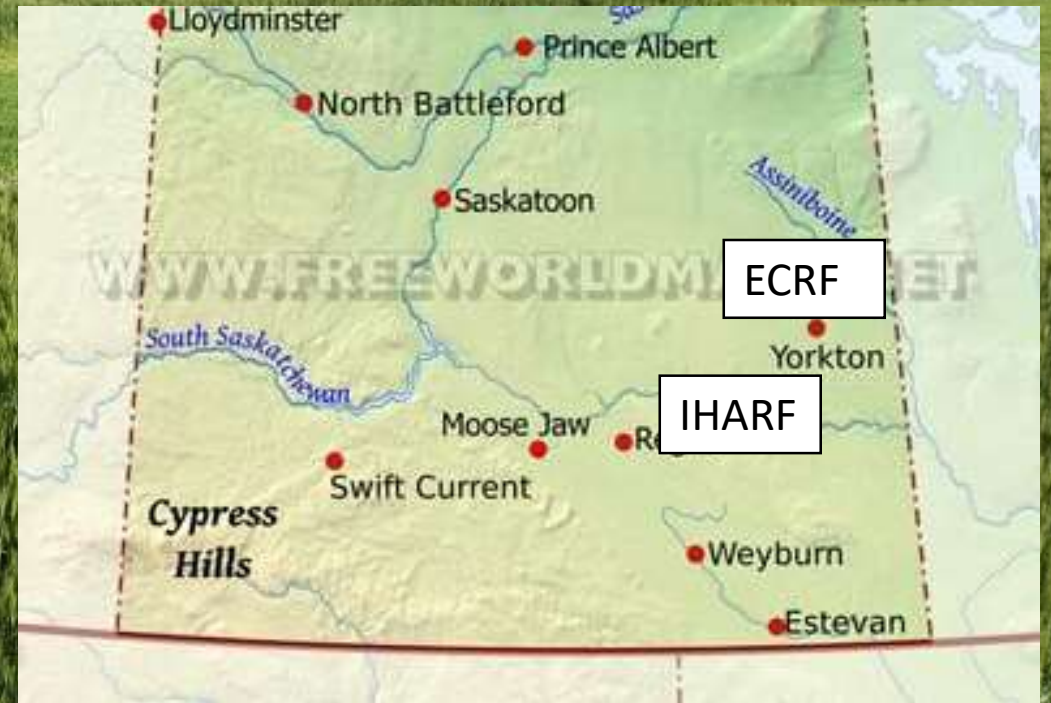 Lloydminster
Prince Albert
North Battleford
Saskatoon
Assiniboine
ECRF
Yorkton
South Saskatchewan
IHARF
Moose Jaw
Swift Current
Cypress
Hills
Weyburn
Estevan